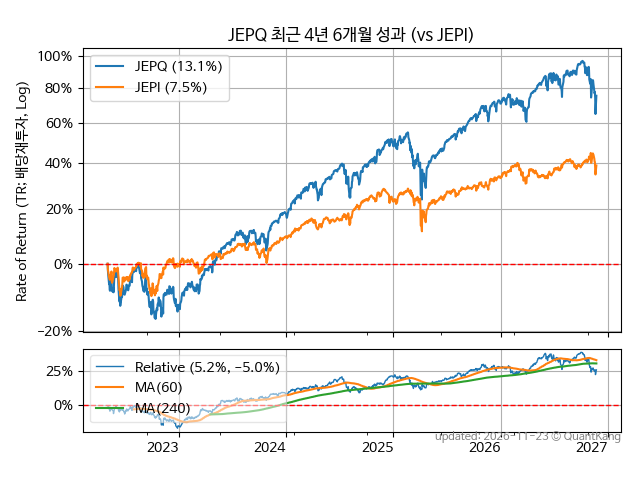 JEPQ 최근 4년 6개월 성과 (vs JEPI)
Rate of Return (TR: 배당재투자, Log)
100%
80%
60%
40%
20%
0%
−20%
JEPQ (13.1%)
JEPI (7.5%)
25%
0%
Relative (5.2%, −5.0%)
MA(60)
MA(240)
updated: 2026-11-23 © QuantKang
2023
2024
2025
2026
2027